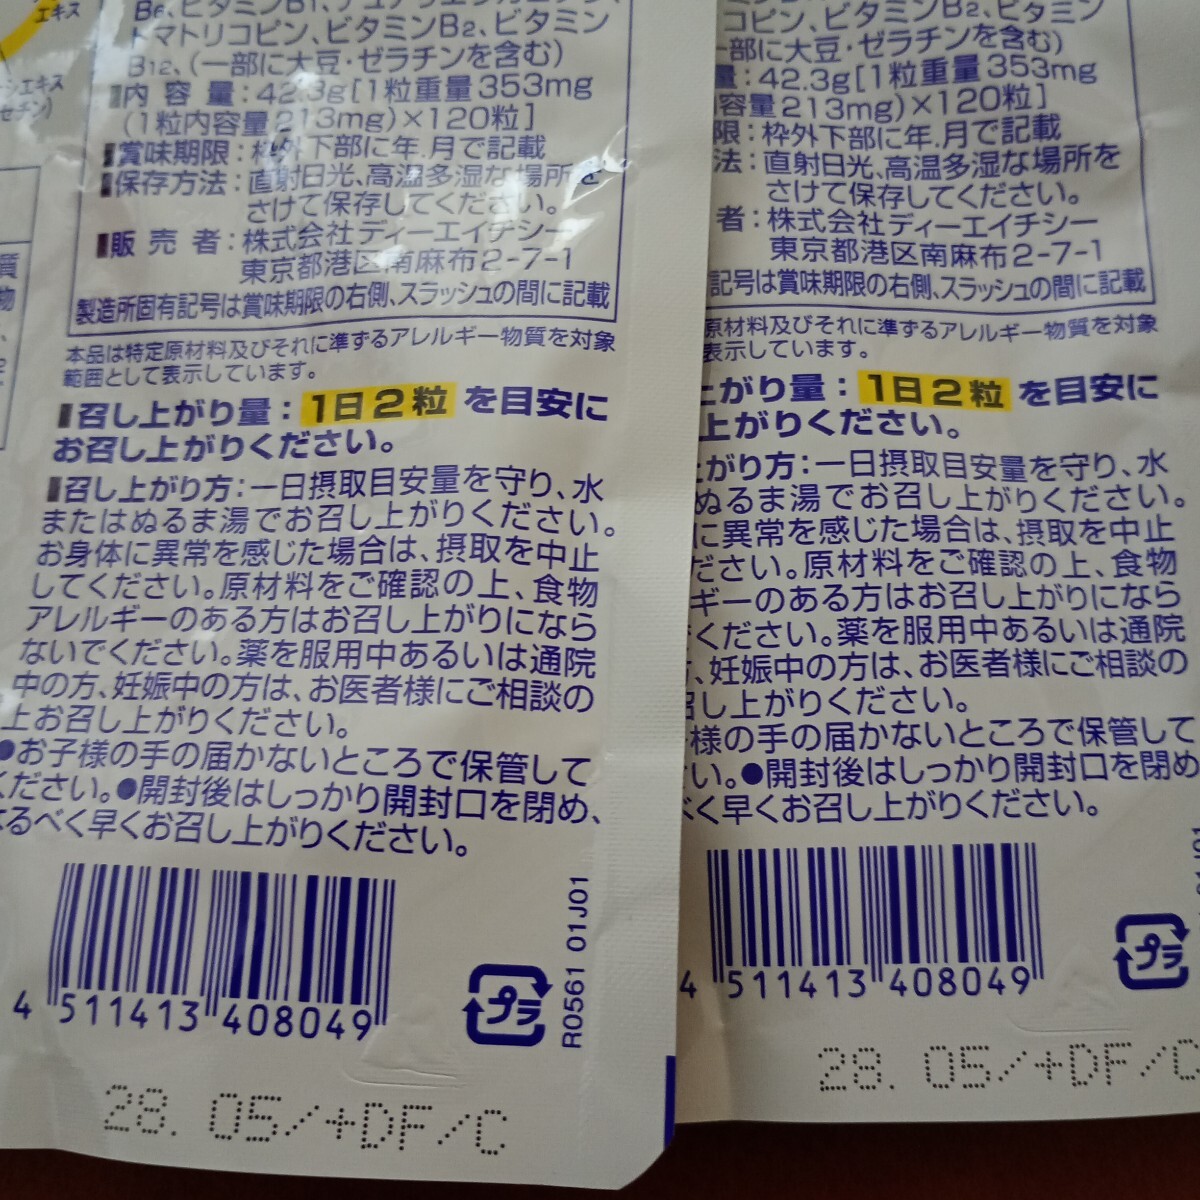 エキス
B6、ビタミンB1、
トマトリコピン、ビタミンB2、ビタミン
B12、(一部に大豆・ゼラチンを含む)
内容量:42.3g[1粒重量353mg
(1粒内容量213mg)×120粒]
賞味期限:枠外下部に年.月で記載
保存方法:直射日光、高温多湿な場所を
さけて保存してください。
販売者:株式会社ディーエイチシー
東京都港区南麻布2-7-1
製造所固有記号は賞味期限の右側、スラッシュの間に記載
本品は特定原材料及びそれに準ずるアレルギー物質を対象
範囲として表示しています。
召し上がり量:1日2粒を目安に
お召し上がりください。
召し上がり方:一日摂取目安量を守り、水
またはぬるま湯でお召し上がりください。
お身体に異常を感じた場合は、摂取を中止
してください。原材料をご確認の上、食物
アレルギーのある方はお召し上がりになら
ないでください。薬を服用中あるいは通院
中の方、妊娠中の方は、お医者様にご相談の
上お召し上がりください。
●お子様の手の届かないところで保管して
ください。●開封後はしっかり開封口を閉め、
なるべく早くお召し上がりください。
4 511413 408049
プラ
R0561 01J01
28. 05/+DF/C
コピン、ビタミンB2、ビタミン
一部に大豆・ゼラチンを含む)
量:42.3g[1粒重量353mg
容量213mg)×120粒]
限:枠外下部に年.月で記載
法:直射日光、高温多湿な場所を
さけて保存してください。
者:株式会社ディーエイチシー
東京都港区南麻布2-7-1
記号は賞味期限の右側、スラッシュの間に記載
原材料及びそれに準ずるアレルギー物質を対象
表示しています。
上がり量:1日2粒を目安に
上がりください。
上がり方:一日摂取目安量を守り、水
ぬるま湯でお召し上がりください。
に異常を感じた場合は、摂取を中止
ださい。原材料をご確認の上、食物
ギーのある方はお召し上がりになら
でください。薬を服用中あるいは通院
方、妊娠中の方は、お医者様にご相談の
召し上がりください。
様の手の届かないところで保管して
い。●開封後はしっかり開封口を閉め
べく早くお召し上がりください。
4 511413 408049
プラ
28. 05/+DF/C